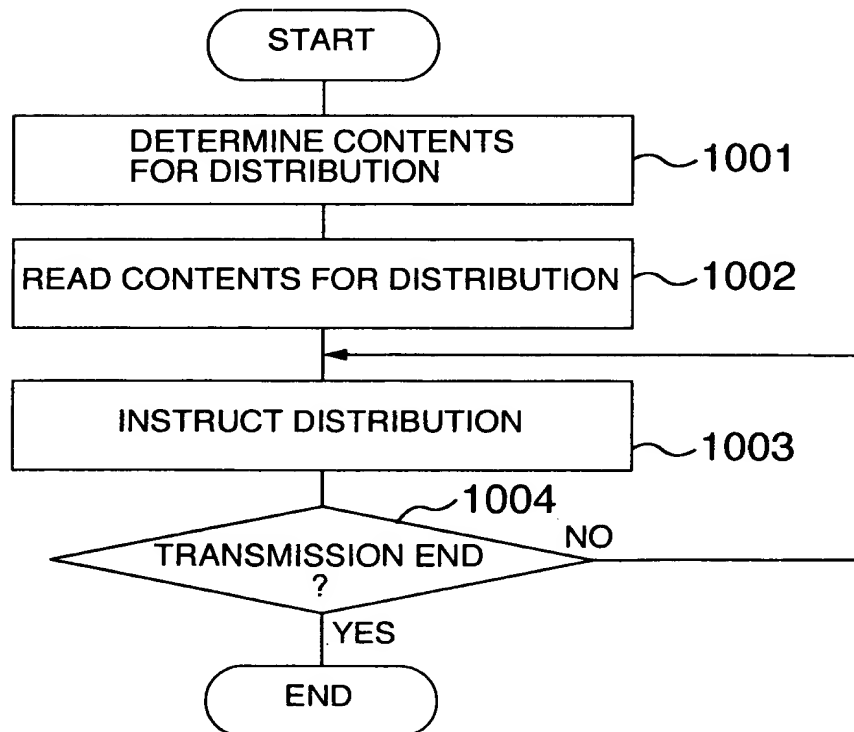 START
DETERMINE CONTENTS
FOR DISTRIBUTION
1001
READ CONTENTS FOR DISTRIBUTION
1002
INSTRUCT DISTRIBUTION
1003
1004
TRANSMISSION END
?
NO
YES
END